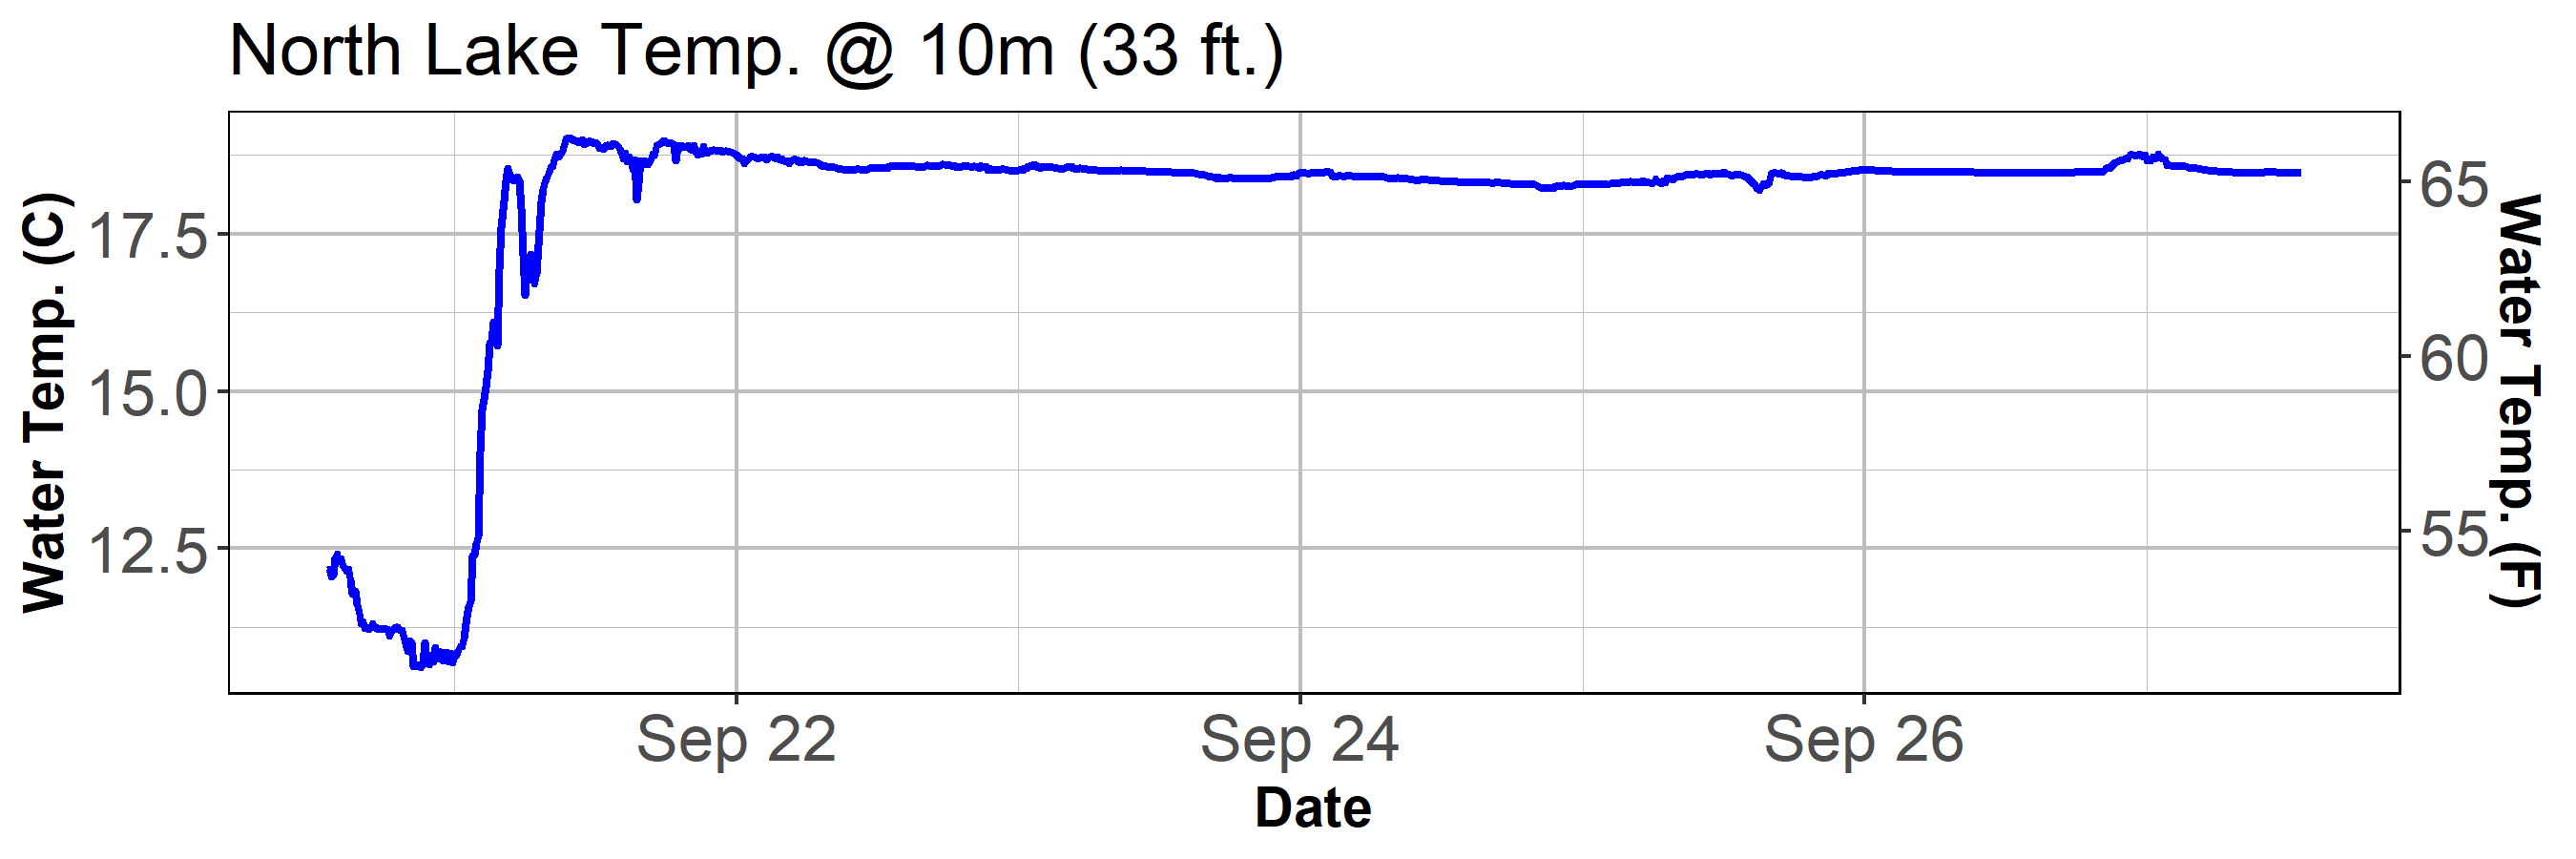 North Lake Temp. @ 10m (33 ft.)
Water Temp. (C)
17.5
15.0
12.5
65
60
55
Water Temp. (F)
Sep 22 Sep 24 Sep 26
Date